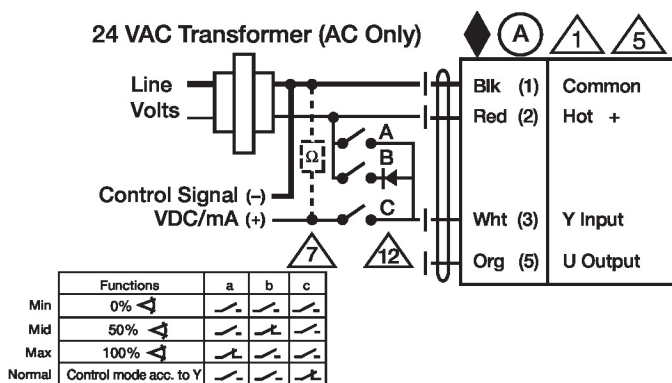 24 VAC Transformer (AC Only)
A 1 5
Line
Volts
Blk (1) Common
Red (2) Hot +
A
B
Ω
Control Signal (–)
VDC/mA (+)
C
Wht (3) Y Input
7 12
Org (5) U Output
Functions a b c
Min 0%
Mid 50%
Max 100%
Normal Control mode acc. to Y